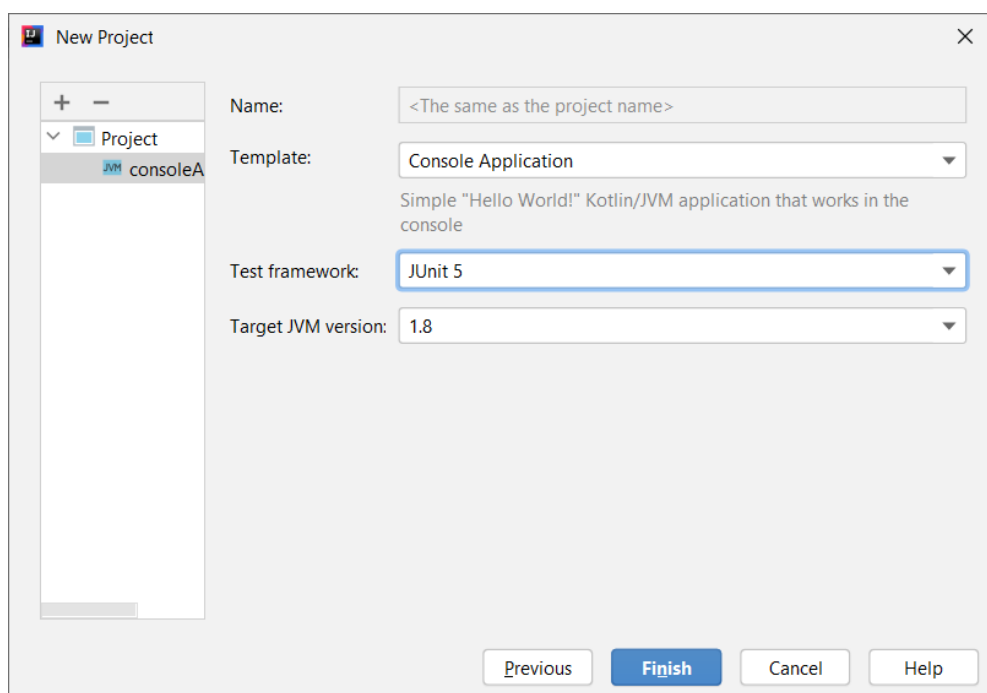 New Project
Project
JVM consoleA
Name: <The same as the project name>
Template: Console Application
Simple "Hello World!" Kotlin/JVM application that works in the
console
Test framework: JUnit 5
Target JVM version: 1.8
Previous Finish Cancel Help